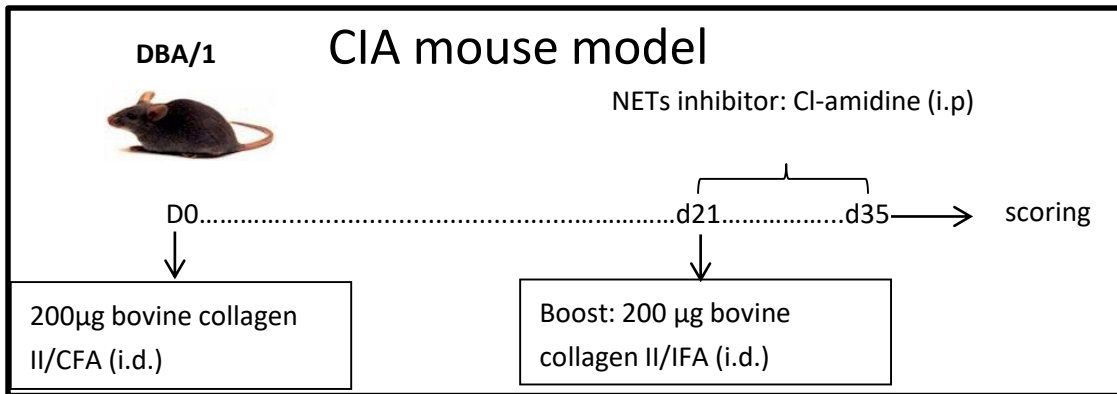 CIA mouse model
DBA/1
NETs inhibitor: Cl-amidine (i.p)
D0.................................................................d21................d35 scoring
200µg bovine collagen
II/CFA (i.d.)
Boost: 200 µg bovine
collagen II/IFA (i.d.)